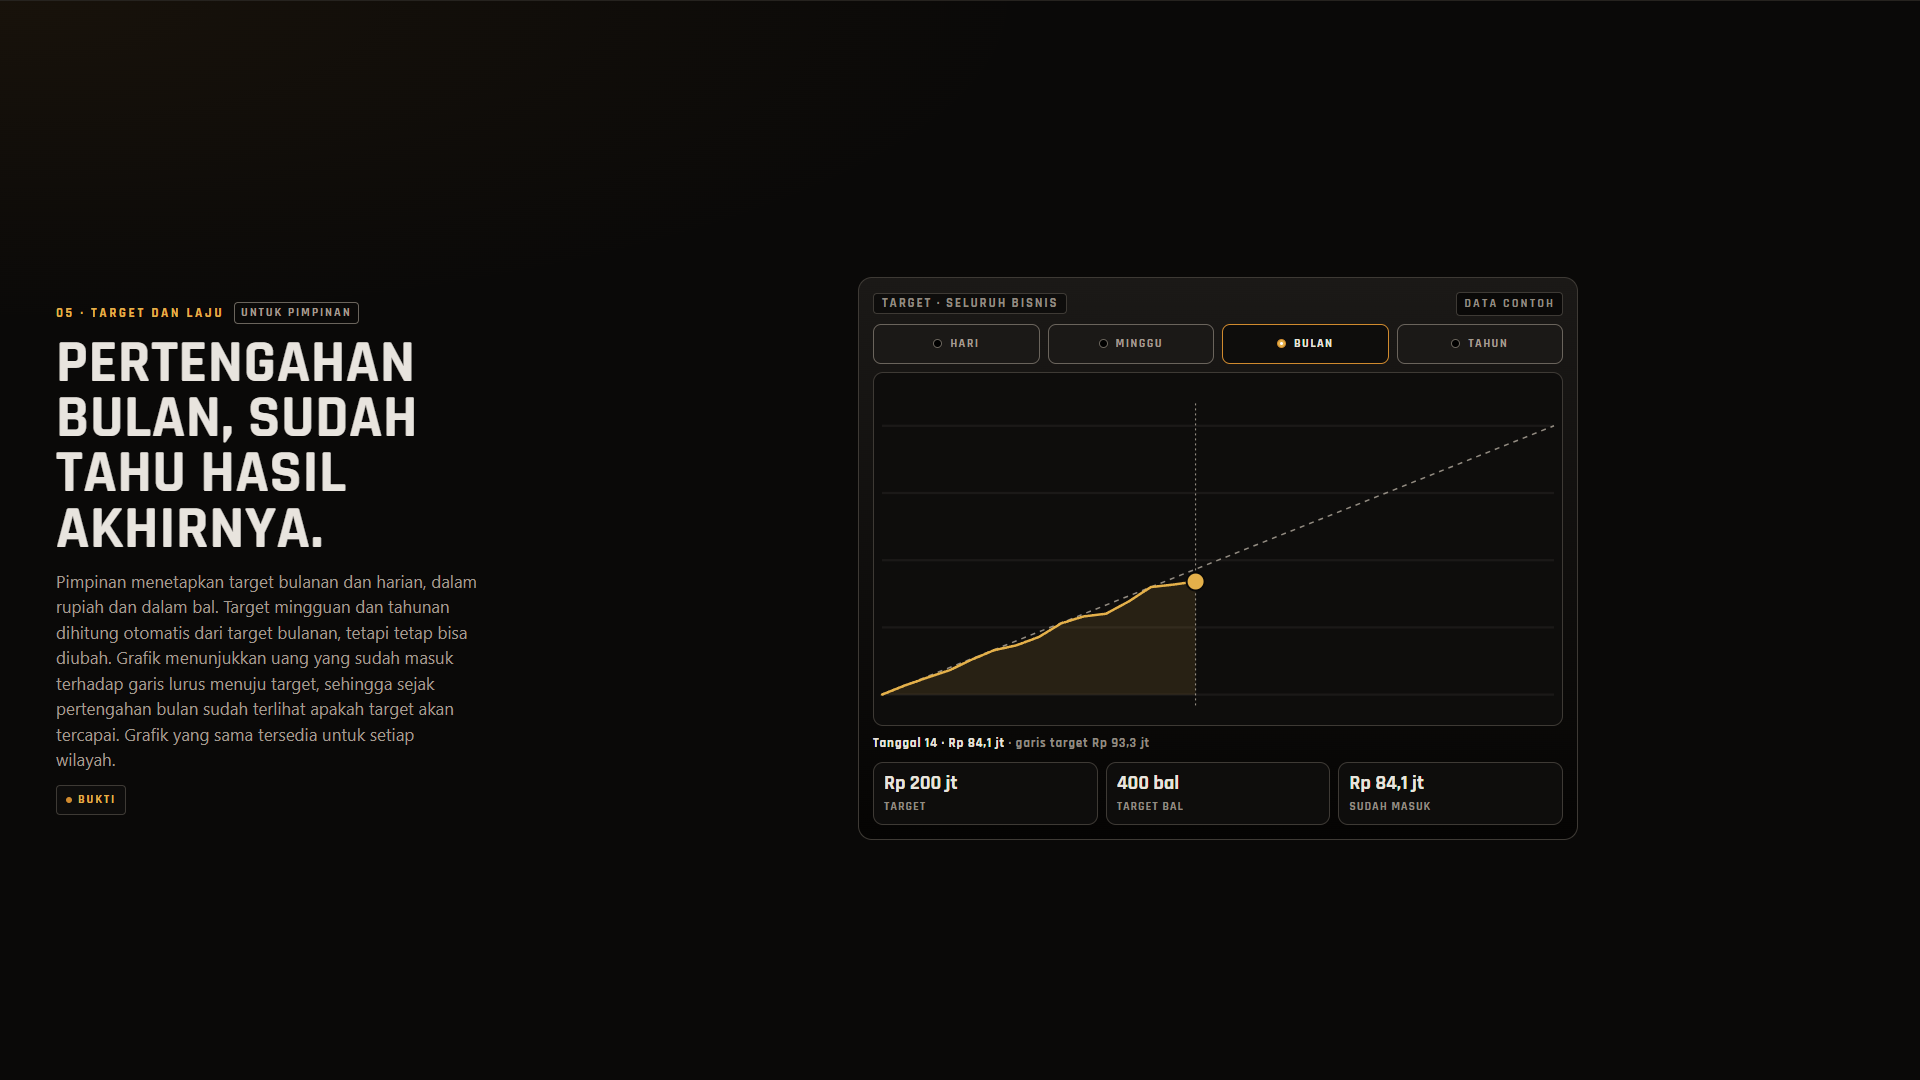 05 · TARGET DAN LAJU
UNTUK PIMPINAN
PERTENGAHAN
BULAN, SUDAH
TAHU HASIL
AKHIRNYA.
Pimpinan menetapkan target bulanan dan harian, dalam
rupiah dan dalam bal. Target mingguan dan tahunan
dihitung otomatis dari target bulanan, tetapi tetap bisa
diubah. Grafik menunjukkan uang yang sudah masuk
terhadap garis lurus menuju target, sehingga sejak
pertengahan bulan sudah terlihat apakah target akan
tercapai. Grafik yang sama tersedia untuk setiap
wilayah.
BUKTI
TARGET · SELURUH BISNIS
DATA CONTOH
HARI
MINGGU
BULAN
TAHUN
Tanggal 14 · Rp 84,1 jt · garis target Rp 93,3 jt
Rp 200 jt
TARGET
400 bal
TARGET BAL
Rp 84,1 jt
SUDAH MASUK